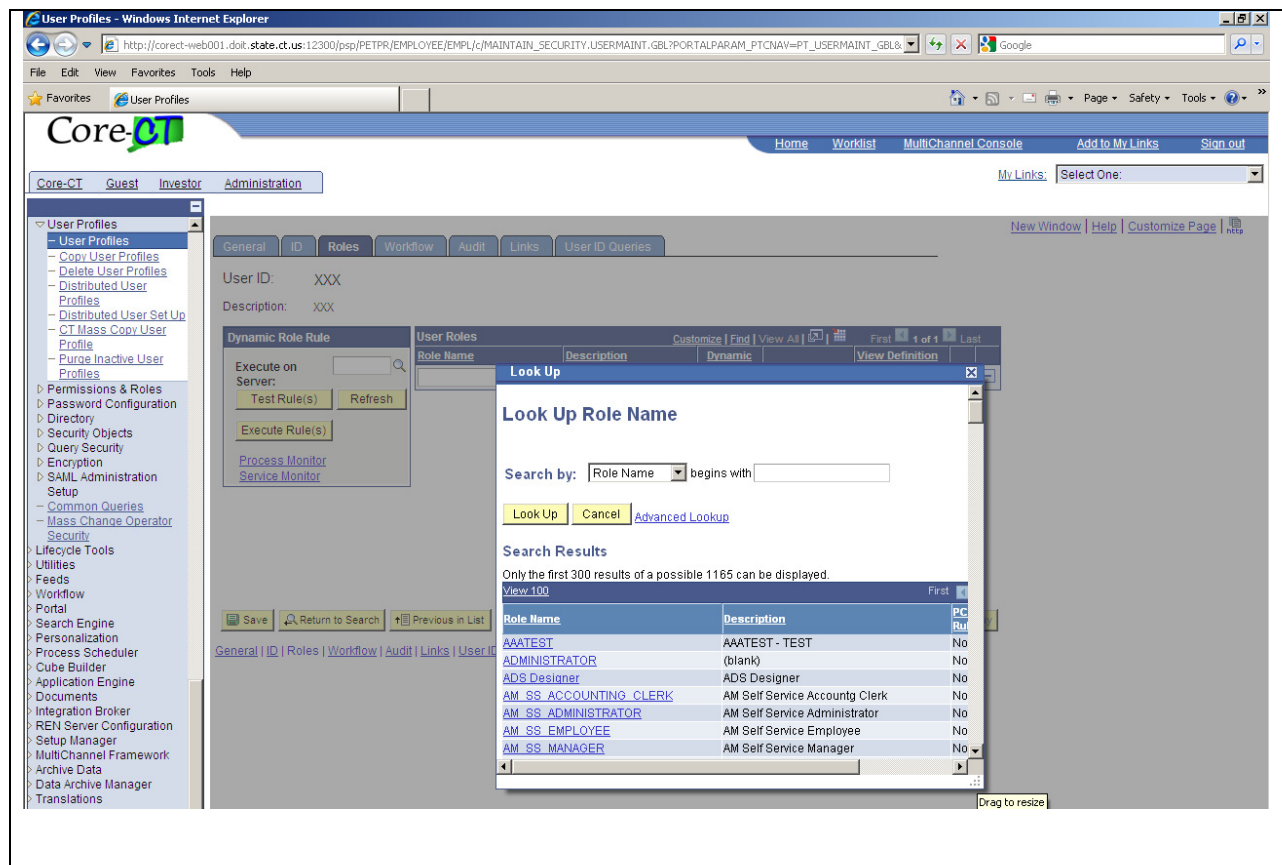 User Profiles - Windows Internet Explorer
http://corect-web001.doit.state.ct.us:12300/psp/PETPR/EMPLOYEE/EMPL/c/MAINTAIN_SECURITY.USERMAINT.GBL?PORTALPARAM_PTCNAV=PT_USERMAINT_GBL&
Google
File Edit View Favorites Tools Help
Favorites User Profiles
Page Safety Tools
Core-CT
Home Worklist MultiChannel Console Add to My Links Sign out
Core-CT Guest Investor Administration
My Links: Select One:
New Window | Help | Customize Page | http
User Profiles
– User Profiles
– Copy User Profiles
– Delete User Profiles
– Distributed User
Profiles
– Distributed User Set Up
– CT Mass Copy User
Profile
– Purge Inactive User
Profiles
Permissions & Roles
Password Configuration
Directory
Security Objects
Query Security
Encryption
SAML Administration
Setup
– Common Queries
– Mass Change Operator
Security
Lifecycle Tools
Utilities
Feeds
Workflow
Portal
Search Engine
Personalization
Process Scheduler
Cube Builder
Application Engine
Documents
Integration Broker
REN Server Configuration
Setup Manager
MultiChannel Framework
Archive Data
Data Archive Manager
Translations
General ID Roles Workflow Audit Links User ID Queries
User ID: XXX
Description: XXX
Dynamic Role Rule
Execute on
Server:
Test Rule(s) Refresh
Execute Rule(s)
Process Monitor
Service Monitor
User Roles Customize | Find | View All | First 1 of 1 Last
Role Name Description Dynamic View Definition
Save Return to Search Previous in List
General | ID | Roles | Workflow | Audit | Links | User ID
Look Up
Look Up Role Name
Search by: Role Name begins with
Look Up Cancel Advanced Lookup
Search Results
Only the first 300 results of a possible 1165 can be displayed.
View 100 First
Role Name Description PC
AAATEST AAATEST - TEST No
ADMINISTRATOR (blank) No
ADS Designer ADS Designer No
AM_SS_ACCOUNTING_CLERK AM Self Service Accountg Clerk No
AM_SS_ADMINISTRATOR AM Self Service Administrator No
AM_SS_EMPLOYEE AM Self Service Employee No
AM_SS_MANAGER AM Self Service Manager No
Drag to resize